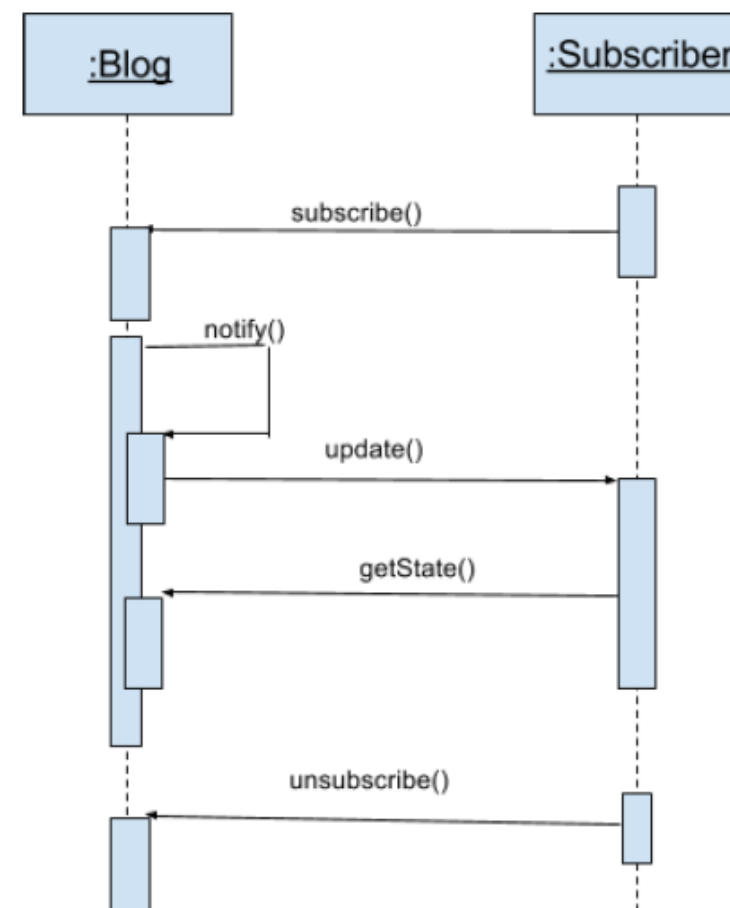 :Blog
:Subscriber
subscribe()
notify()
update()
getState()
unsubscribe()